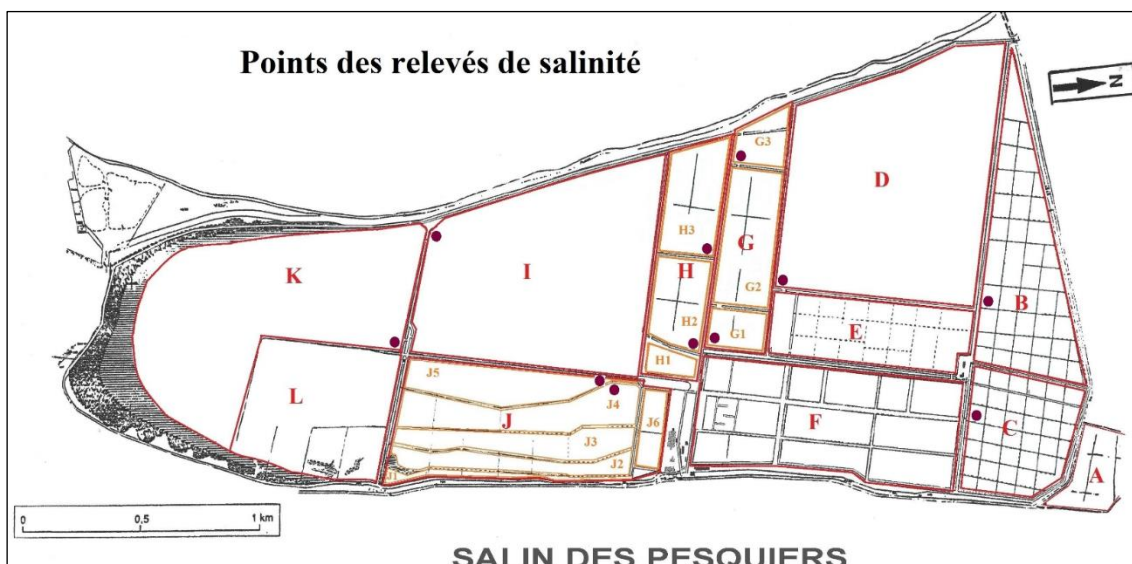 Points des relevés de salinité
N
D
G3
K
I
H3
G
H
B
G2
E
H2
G1
H1
L
J5
J4
J
J6
F
C
J3
J2
J1
A
0 0,5 1 km
SALIN DES PESQUIERS